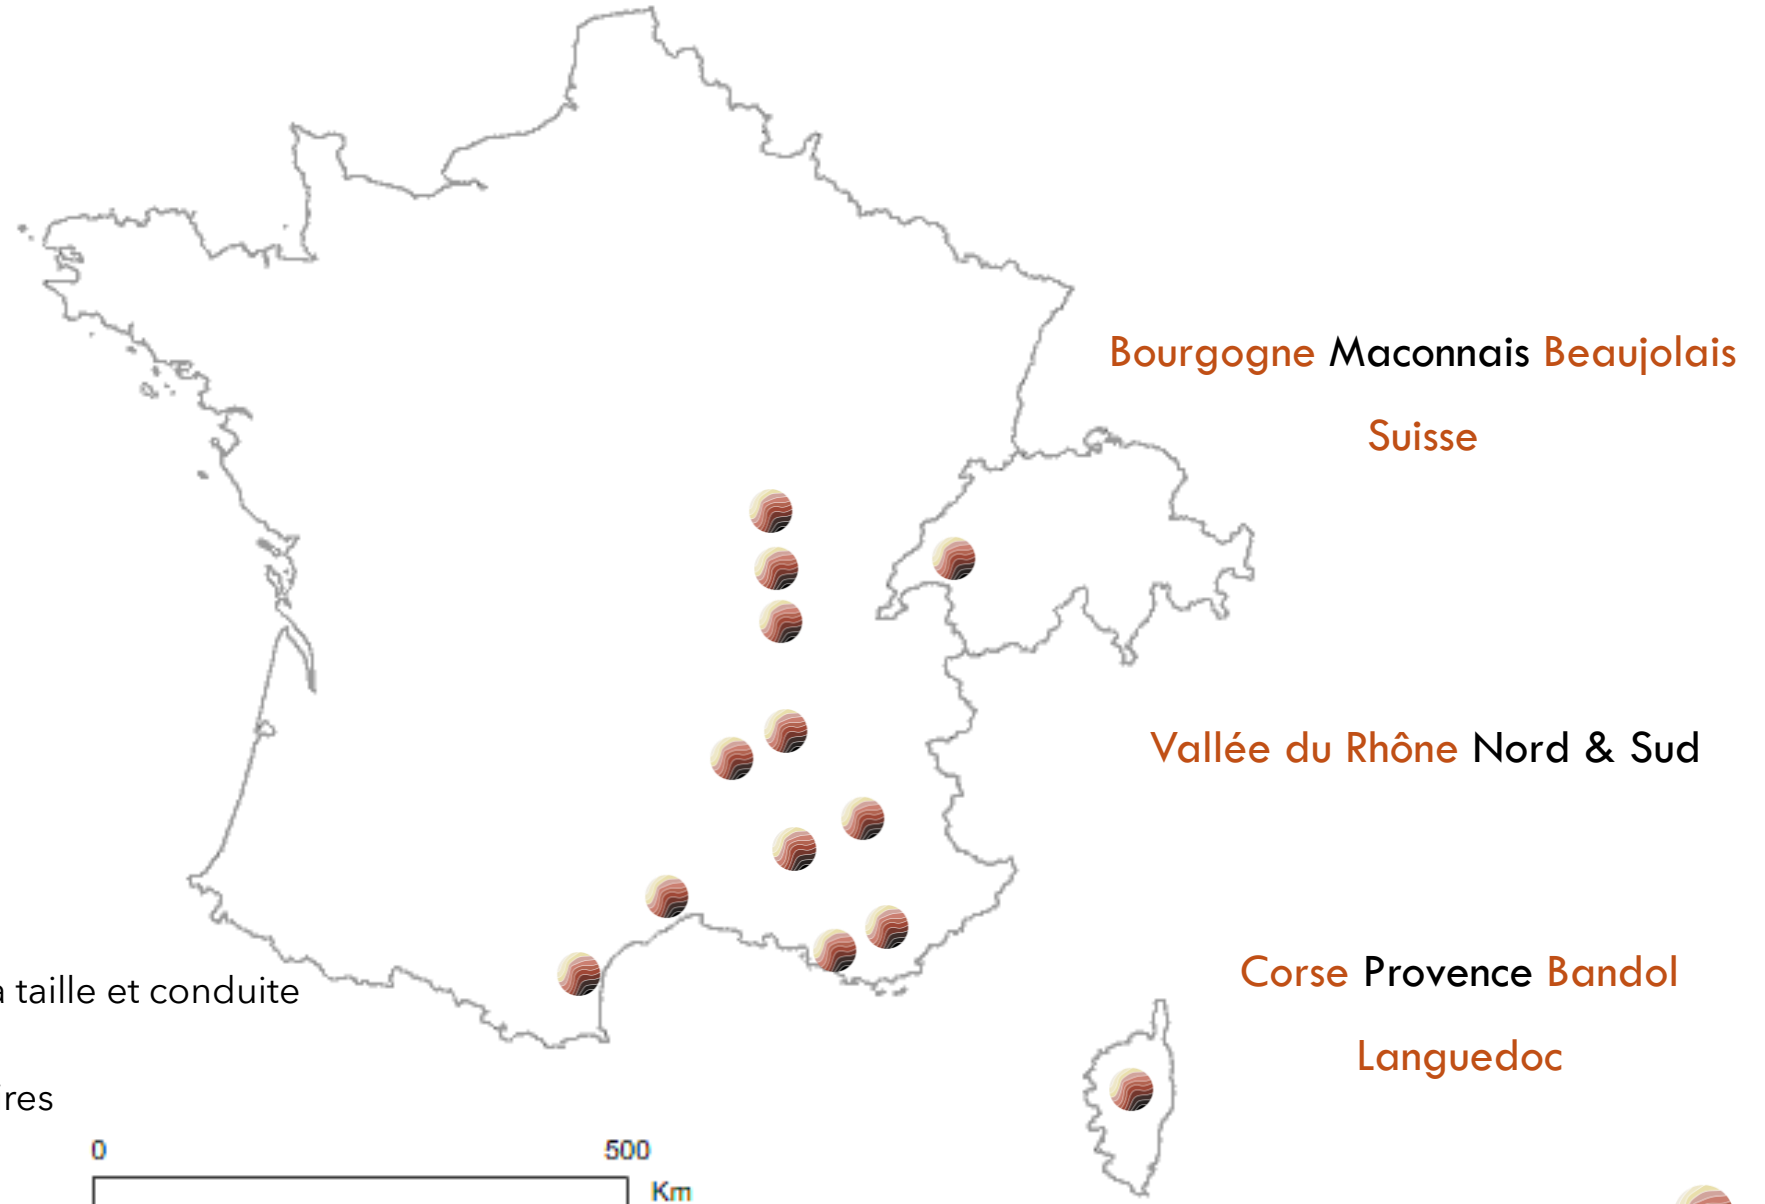 Bourgogne Maconnais Beaujolais
Suisse
Vallée du Rhône Nord & Sud
Corse Provence Bandol
Languedoc
taille et conduite
0 500
Km